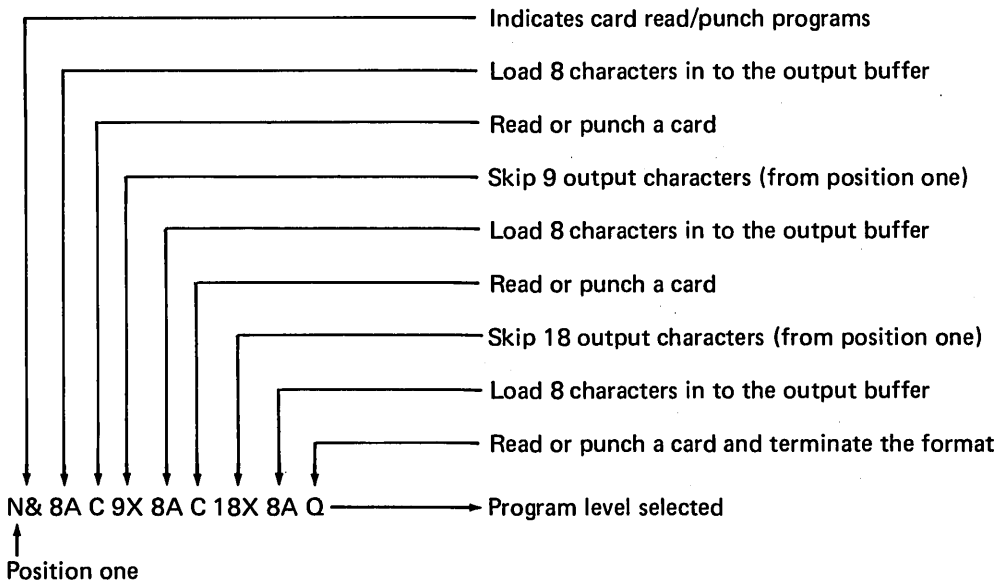 Indicates card read/punch programs
Load 8 characters in to the output buffer
Read or punch a card
Skip 9 output characters (from position one)
Load 8 characters in to the output buffer
Read or punch a card
Skip 18 output characters (from position one)
Load 8 characters in to the output buffer
Read or punch a card and terminate the format
N& 8A C 9X 8A C 18X 8A Q Program level selected
Position one